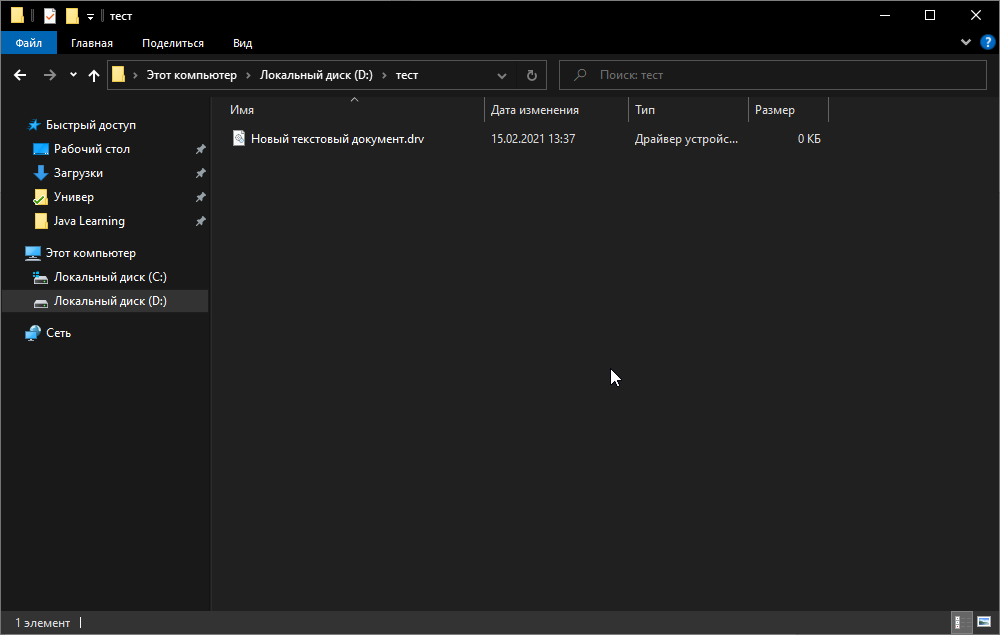 тест
Файл Главная Поделиться Вид
Этот компьютер Локальный диск (D:) тест Поиск: тест
Имя Дата изменения Тип Размер
Новый текстовый документ.drv 15.02.2021 13:37 Драйвер устройс... 0 КБ
Быстрый доступ
Рабочий стол
Загрузки
Универ
Java Learning
Этот компьютер
Локальный диск (C:)
Локальный диск (D:)
Сеть
1 элемент